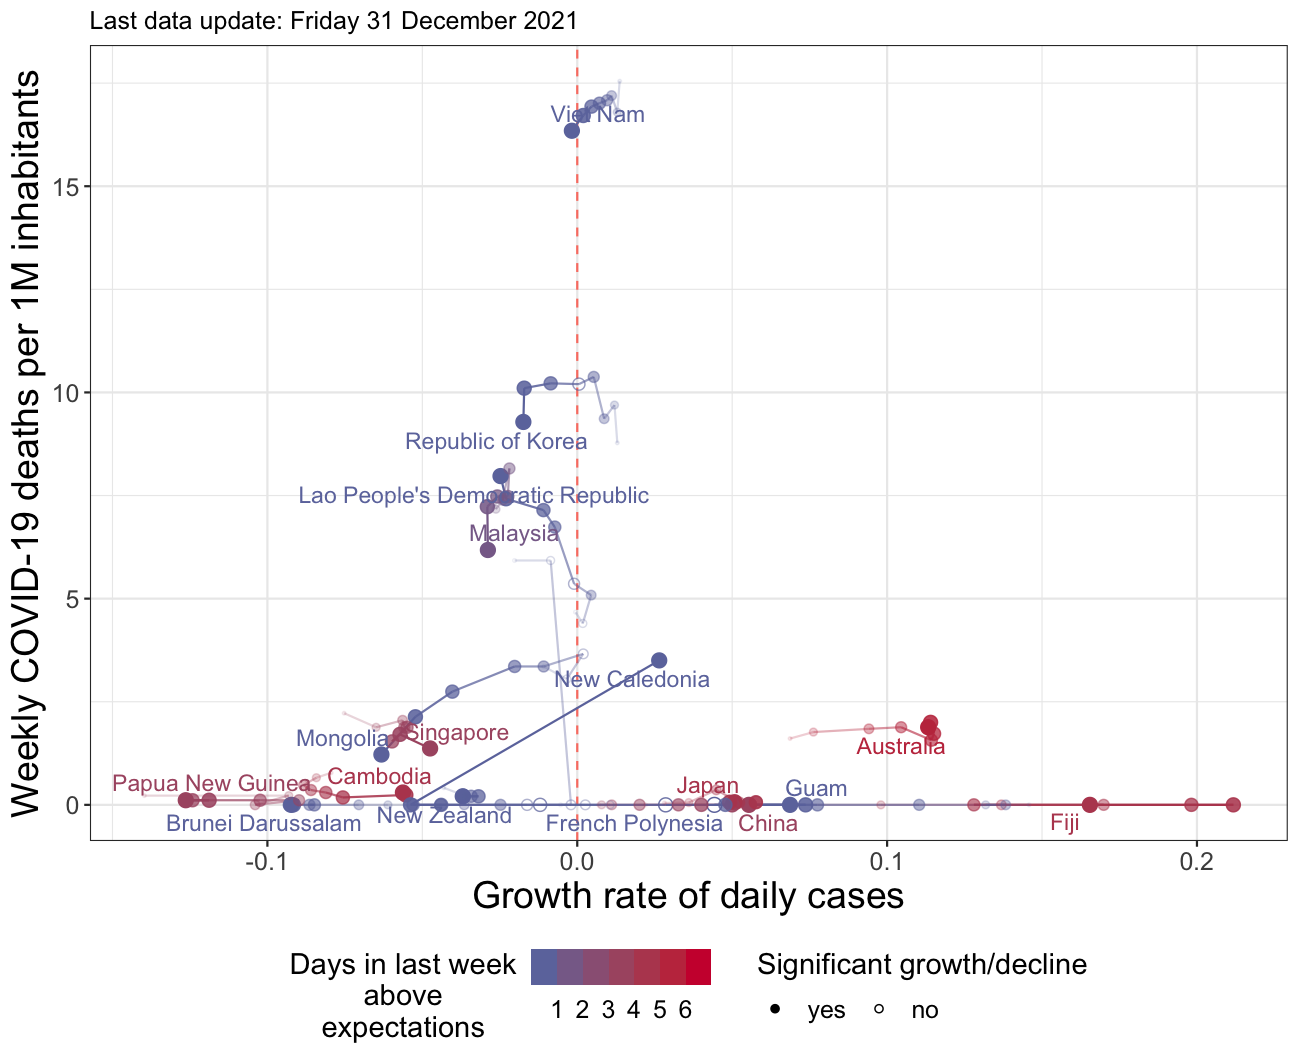 Last data update: Friday 31 December 2021
Weekly COVID-19 deaths per 1M inhabitants
15
10
5
0
Viet Nam
Republic of Korea
Lao People's Democratic Republic
Malaysia
New Caledonia
Mongolia
Singapore
Australia
Papua New Guinea
Cambodia
Japan
Guam
Brunei Darussalam
New Zealand
French Polynesia
China
Fiji
-0.1
0.0
0.1
0.2
Growth rate of daily cases
Days in last week
above
expectations
1 2 3 4 5 6
Significant growth/decline
yes
no